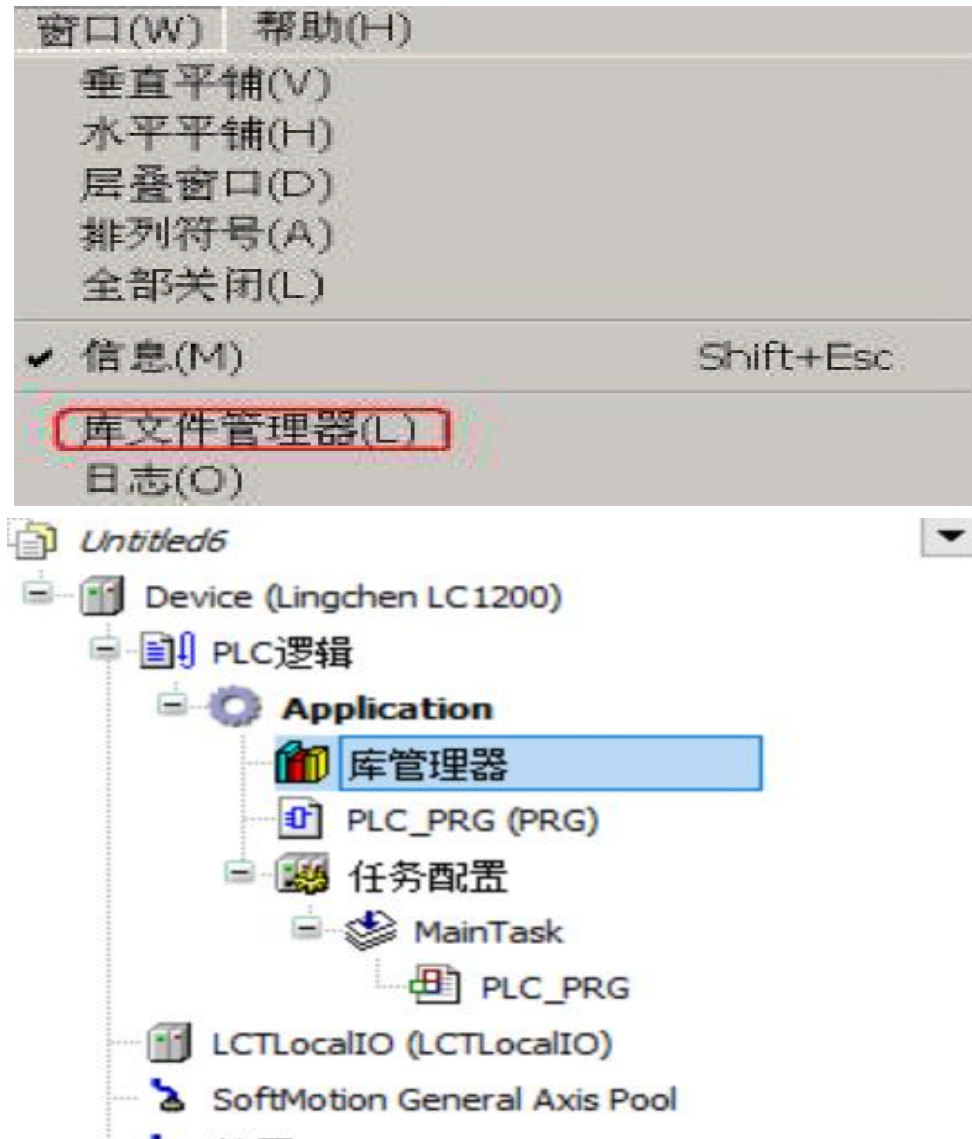 窗口(W) 帮助(H)
垂直平铺(V)
水平平铺(H)
层叠窗口(D)
排列符号(A)
全部关闭(L)
信息(M) Shift+Esc
库文件管理器(L)
日志(O)
Untitled6
Device (Lingchen LC1200)
PLC逻辑
Application
库管理器
PLC_PRG (PRG)
任务配置
MainTask
PLC_PRG
LCTLocalIO (LCTLocalIO)
SoftMotion General Axis Pool